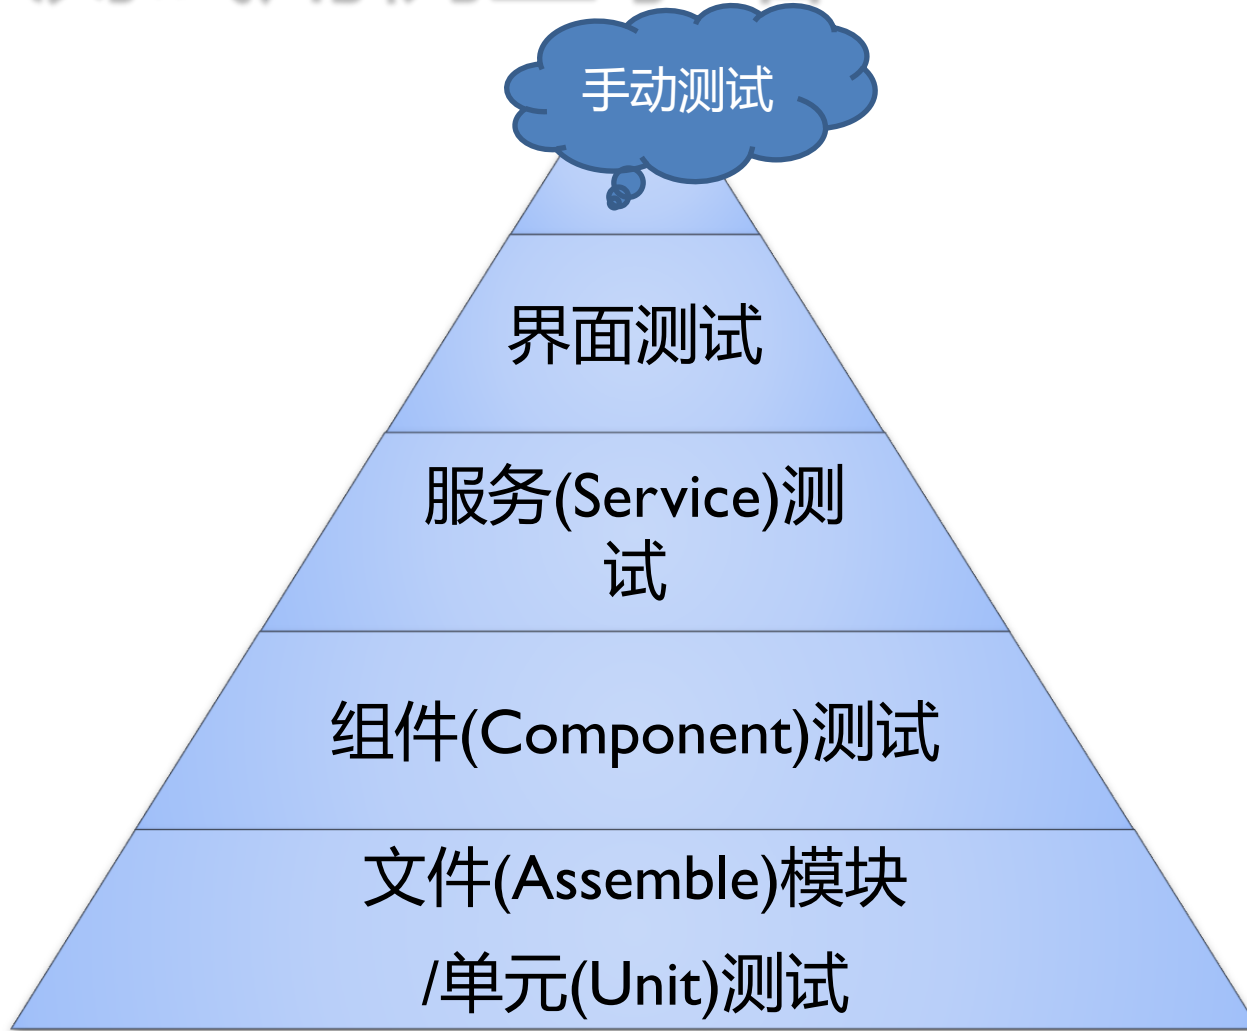 手动测试
界面测试
服务(Service)测
试
组件(Component)测试
文件(Assemble)模块
/单元(Unit)测试